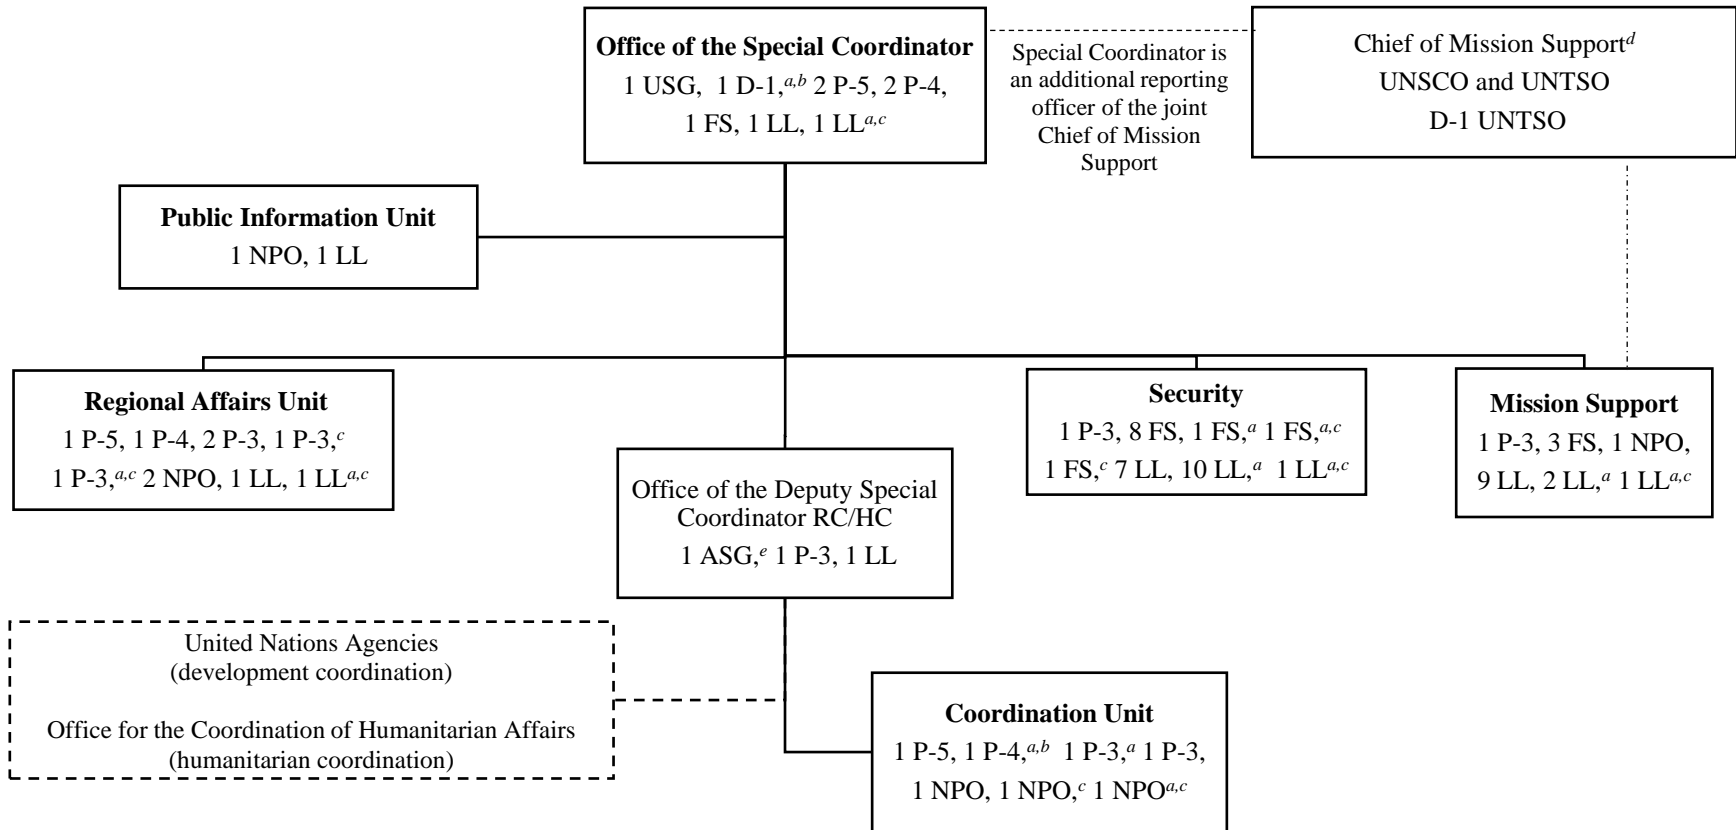 Office of the Special Coordinator
1 USG, 1 D-1,a,b 2 P-5, 2 P-4,
1 FS, 1 LL, 1 LLa,c
Special Coordinator is
an additional reporting
officer of the joint
Chief of Mission
Support
Chief of Mission Supportd
UNSCO and UNTSO
D-1 UNTSO
Public Information Unit
1 NPO, 1 LL
Regional Affairs Unit
1 P-5, 1 P-4, 2 P-3, 1 P-3,c
1 P-3,a,c 2 NPO, 1 LL, 1 LLa,c
Office of the Deputy Special
Coordinator RC/HC
1 ASG,e 1 P-3, 1 LL
Security
1 P-3, 8 FS, 1 FS,a 1 FS,a,c
1 FS,c 7 LL, 10 LL,a 1 LLa,c
Mission Support
1 P-3, 3 FS, 1 NPO,
9 LL, 2 LL,a 1 LLa,c
United Nations Agencies
(development coordination)
Office for the Coordination of Humanitarian Affairs
(humanitarian coordination)
Coordination Unit
1 P-5, 1 P-4,a,b 1 P-3,a 1 P-3,
1 NPO, 1 NPO,c 1 NPOa,c